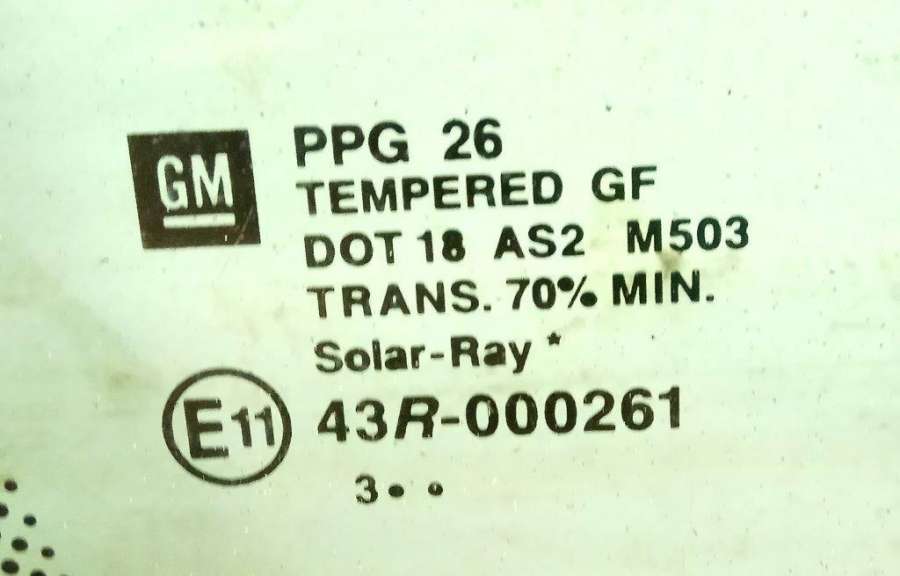 GM
PPG 26
TEMPERED GF
DOT 18 AS2 M503
TRANS. 70% MIN.
Solar-Ray *
E11 43R-000261
3• •